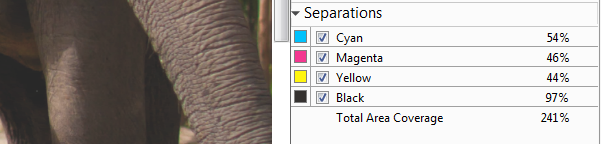 Separations
Cyan 54%
Magenta 46%
Yellow 44%
Black 97%
Total Area Coverage 241%